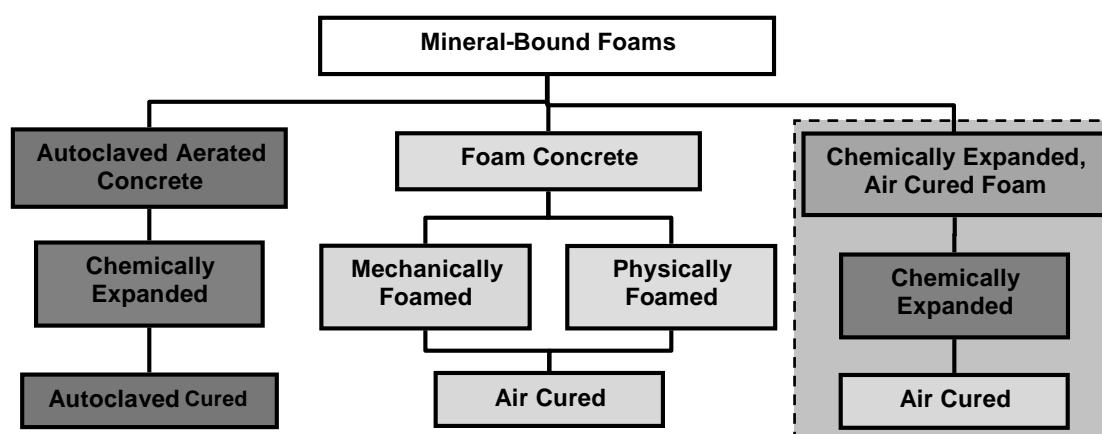 Mineral-Bound Foams
Autoclaved Aerated
Concrete
Foam Concrete
Chemically Expanded,
Air Cured Foam
Chemically
Expanded
Mechanically
Foamed
Physically
Foamed
Chemically
Expanded
Autoclaved Cured
Air Cured
Air Cured